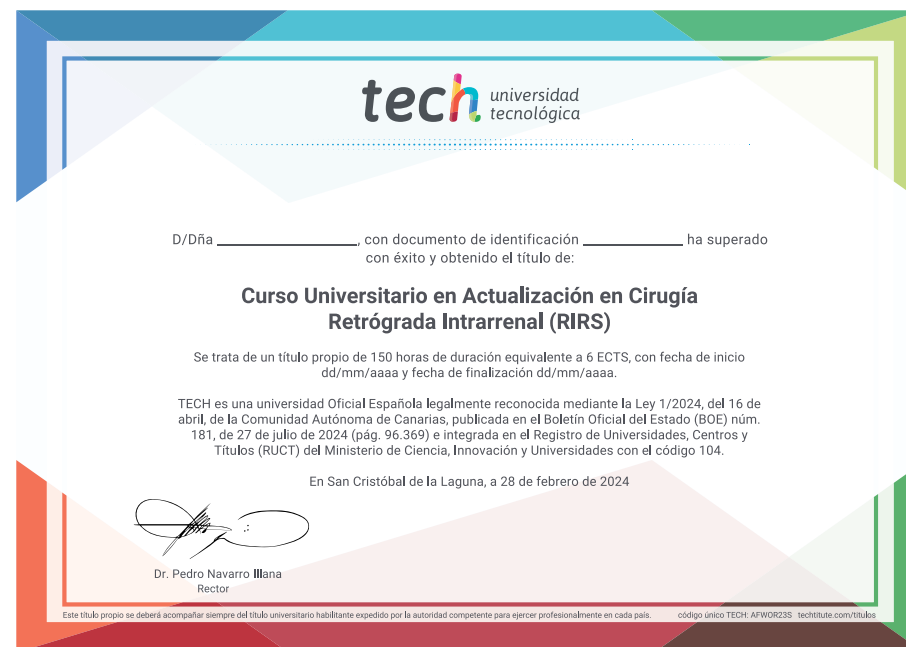 tech universidad
tecnológica
D/Dña ____________________, con documento de identificación ______________ ha superado
con éxito y obtenido el título de:
Curso Universitario en Actualización en Cirugía
Retrógrada Intrarrenal (RIRS)
Se trata de un título propio de 150 horas de duración equivalente a 6 ECTS, con fecha de inicio
dd/mm/aaaa y fecha de finalización dd/mm/aaaa.
TECH es una universidad Oficial Española legalmente reconocida mediante la Ley 1/2024, del 16 de
abril, de la Comunidad Autónoma de Canarias, publicada en el Boletín Oficial del Estado (BOE) núm.
181, de 27 de julio de 2024 (pág. 96.369) e integrada en el Registro de Universidades, Centros y
Títulos (RUCT) del Ministerio de Ciencia, Innovación y Universidades con el código 104.
En San Cristóbal de la Laguna, a 28 de febrero de 2024
Dr. Pedro Navarro Illana
Rector
Este título propio se deberá acompañar siempre del título universitario habilitante expedido por la autoridad competente para ejercer profesionalmente en cada país. código único TECH: AFWOR23S techtitute.com/titulos